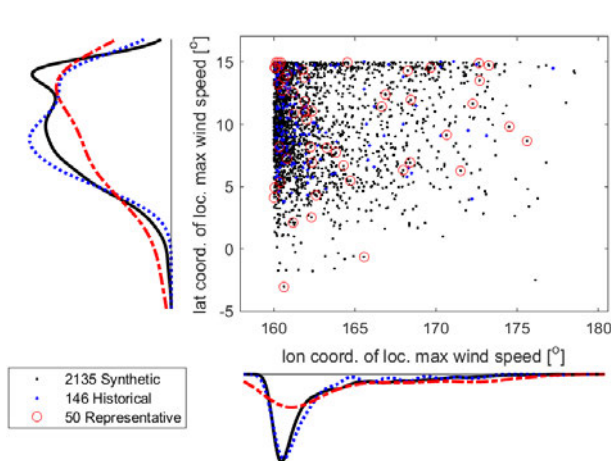 lat coord. of loc. max wind speed [°]
15
10
5
0
-5
160
165
170
175
180
lon coord. of loc. max wind speed [°]
2135 Synthetic
146 Historical
50 Representative